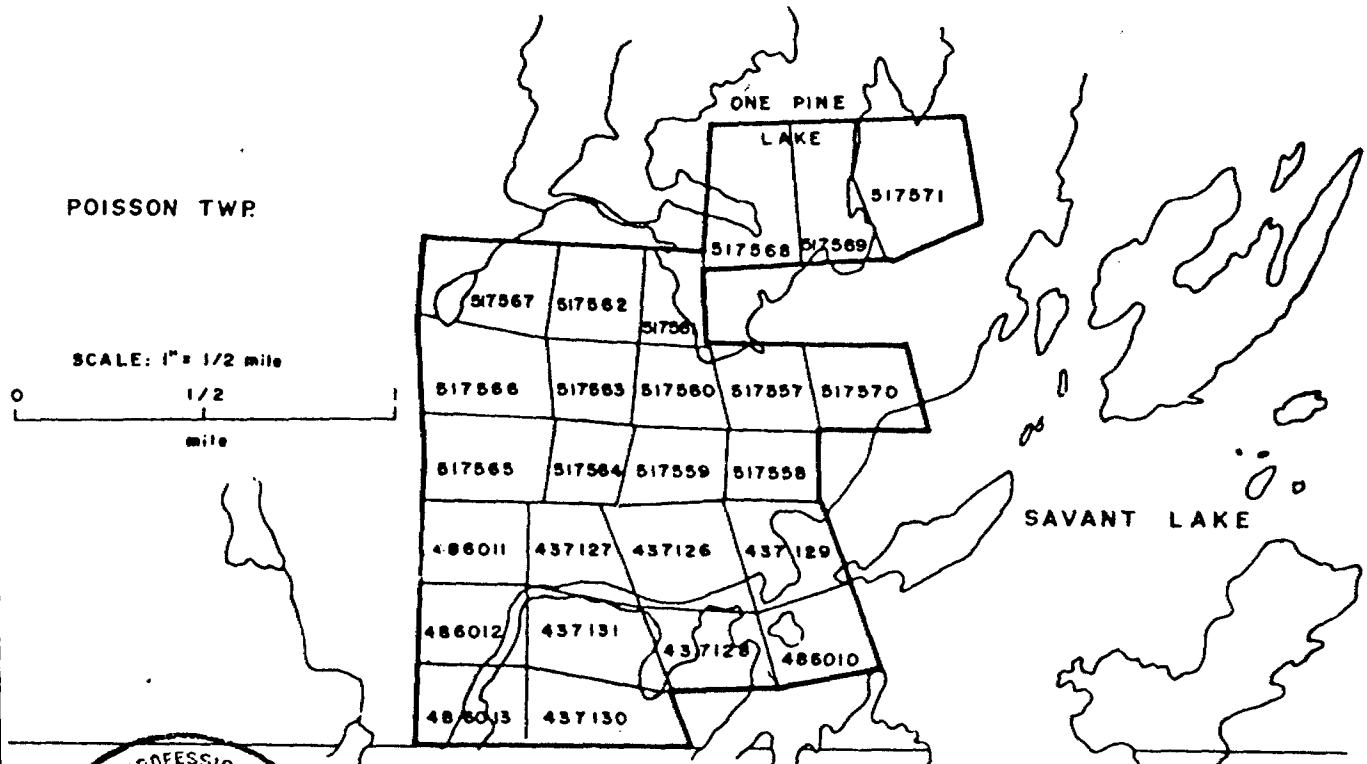 ONE PINE
LAKE
POISSON TWP.
517571
517568 517569
517567 517562
517561
SCALE: 1" = 1/2 mile
0 1/2 1
mile
517566 517563 517560 517557 517570
517565 517564 517559 517558
SAVANT LAKE
486011 437127 437126 437129
486012 437131 437128 486010
486013 437130